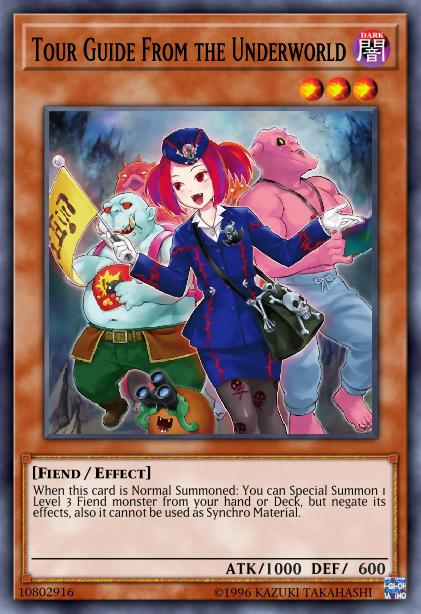 TOUR GUIDE FROM THE UNDERWORLD
DARK
闇
[FIEND / EFFECT]
When this card is Normal Summoned: You can Special Summon 1
Level 3 Fiend monster from your hand or Deck, but negate its
effects, also it cannot be used as Synchro Material.
ATK/1000 DEF/ 600
10802916
©1996 KAZUKI TAKAHASHI